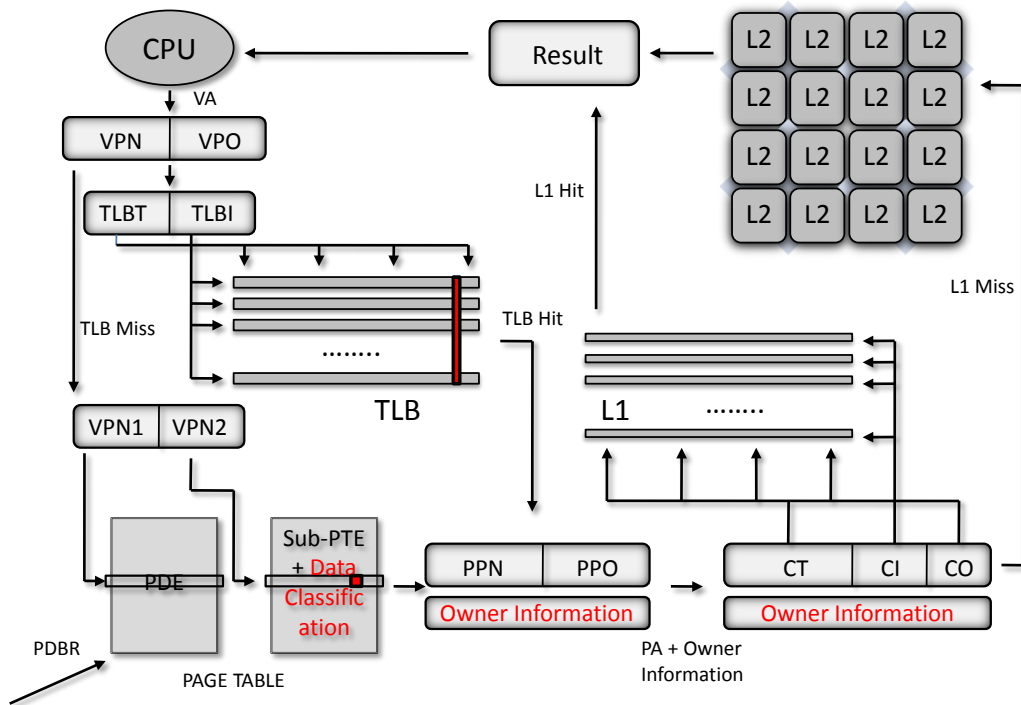 CPU
Result
L2 L2 L2 L2
L2 L2 L2 L2
L2 L2 L2 L2
L2 L2 L2 L2
VA
VPN VPO
TLBT TLBI
L1 Hit
L1 Miss
TLB Miss
TLB Hit
........
TLB
L1
........
VPN1 VPN2
PDE
Sub-PTE
+ Data
Classific
ation
PPN PPO
Owner Information
CT CI CO
Owner Information
PDBR
PAGE TABLE
PA + Owner
Information